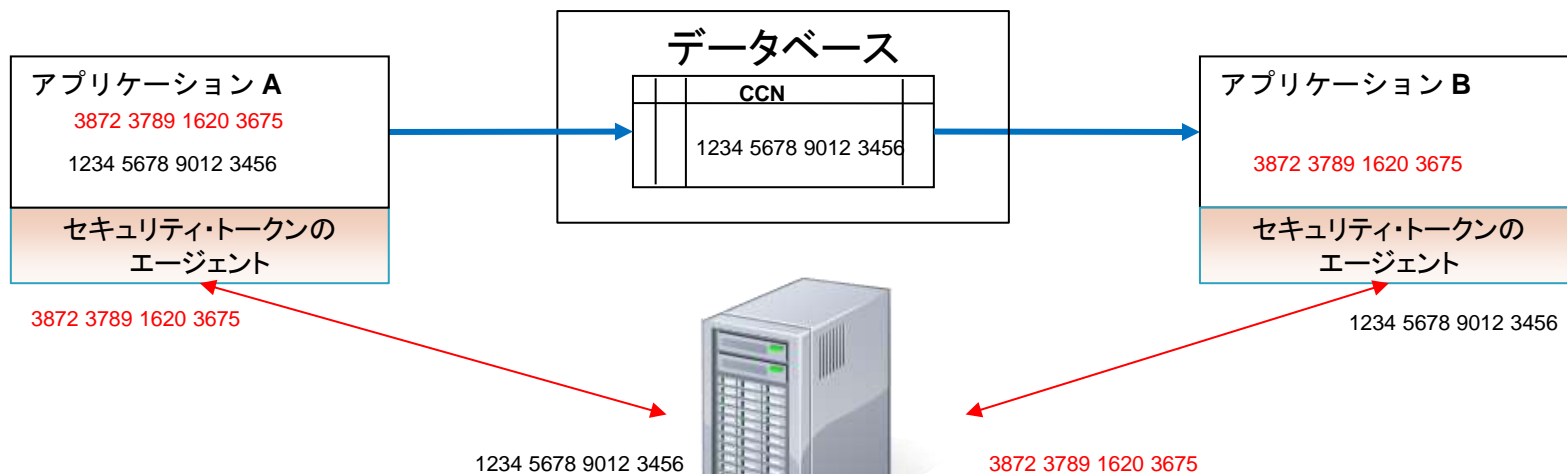 データベース
アプリケーション A
3872 3789 1620 3675
1234 5678 9012 3456
セキュリティ・トークンの
エージェント
3872 3789 1620 3675
CCN
1234 5678 9012 3456
アプリケーション B
3872 3789 1620 3675
セキュリティ・トークンの
エージェント
1234 5678 9012 3456
1234 5678 9012 3456
3872 3789 1620 3675